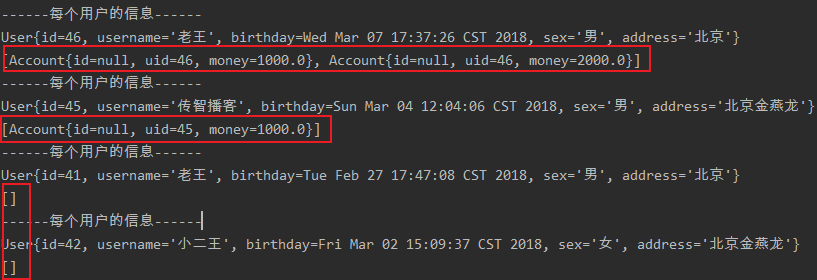 ------每个用户的信息------
User{id=46, username='老王', birthday=Wed Mar 07 17:37:26 CST 2018, sex='男', address='北京'}
[Account{id=null, uid=46, money=1000.0}, Account{id=null, uid=46, money=2000.0}]
------每个用户的信息------
User{id=45, username='传智播客', birthday=Sun Mar 04 12:04:06 CST 2018, sex='男', address='北京金燕龙'}
[Account{id=null, uid=45, money=1000.0}]
------每个用户的信息------
User{id=41, username='老王', birthday=Tue Feb 27 17:47:08 CST 2018, sex='男', address='北京'}
[]
------每个用户的信息------
User{id=42, username='小二王', birthday=Fri Mar 02 15:09:37 CST 2018, sex='女', address='北京金燕龙'}
[]